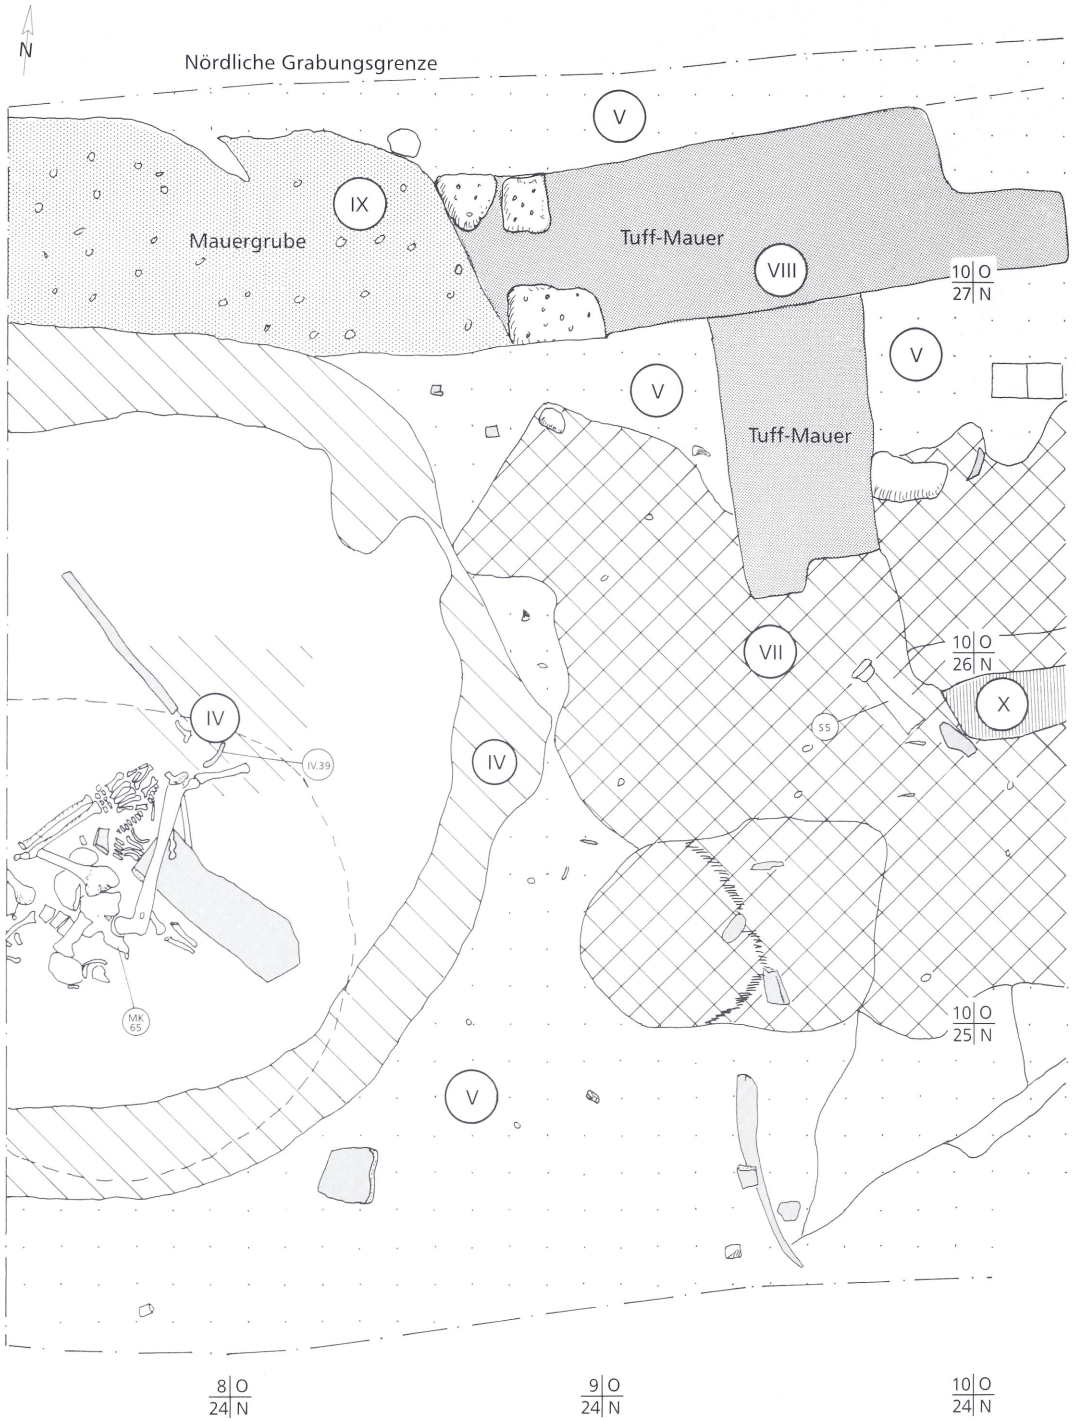 N
Nördliche Grabungsgrenze
V
IX
Mauergrube
Tuff-Mauer
VIII
10 O
27 N
V
V
Tuff-Mauer
VII
10 O
26 N
X
IV
S5
IV.39
IV
MK
65
10 O
25 N
V
8 O
24 N
9 O
24 N
10 O
24 N